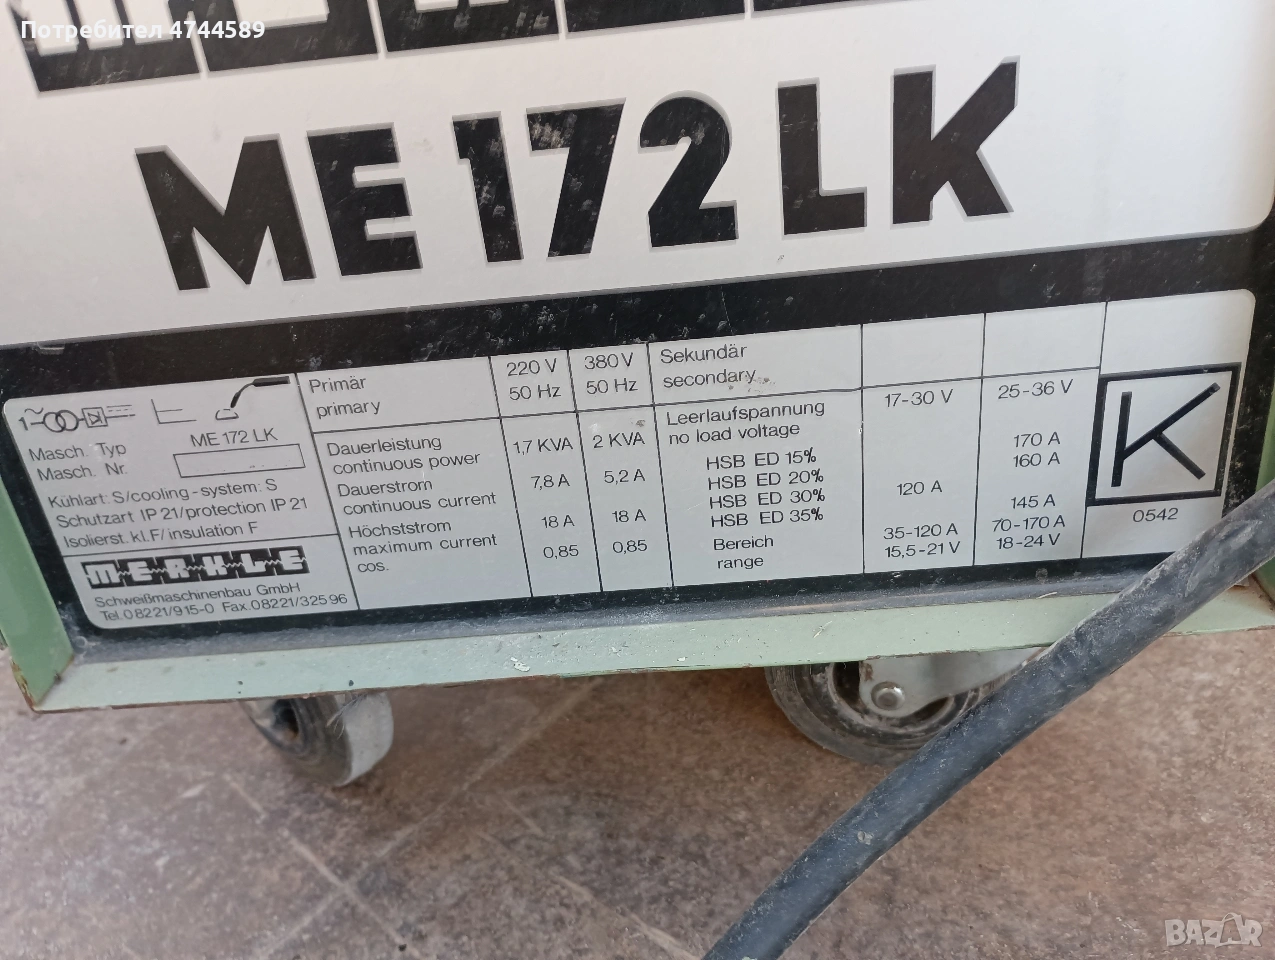 Потребител 4744589
ME 172 LK
1~
Masch. Typ ME 172 LK
Masch. Nr.
Kühlart: S/cooling-system: S
Schutzart IP 21/protection IP 21
Isolierst. kl.F/insulation F
MERKLE
Schweißmaschinenbau GmbH
Tel.08221/915-0 Fax.08221/32596
Primär 220 V 380 V Sekundär
primary 50 Hz 50 Hz secondary
Dauerleistung 1,7 KVA 2 KVA Leerlaufspannung 17-30 V 25-36 V
continuous power no load voltage
Dauerstrom 7,8 A 5,2 A HSB ED 15% 170 A
continuous current HSB ED 20% 160 A
Höchststrom 18 A 18 A HSB ED 30% 120 A
maximum current HSB ED 35% 145 A
cos. 0,85 0,85 Bereich 35-120 A 70-170 A
range 15,5-21 V 18-24 V
K
0542
BAZAR